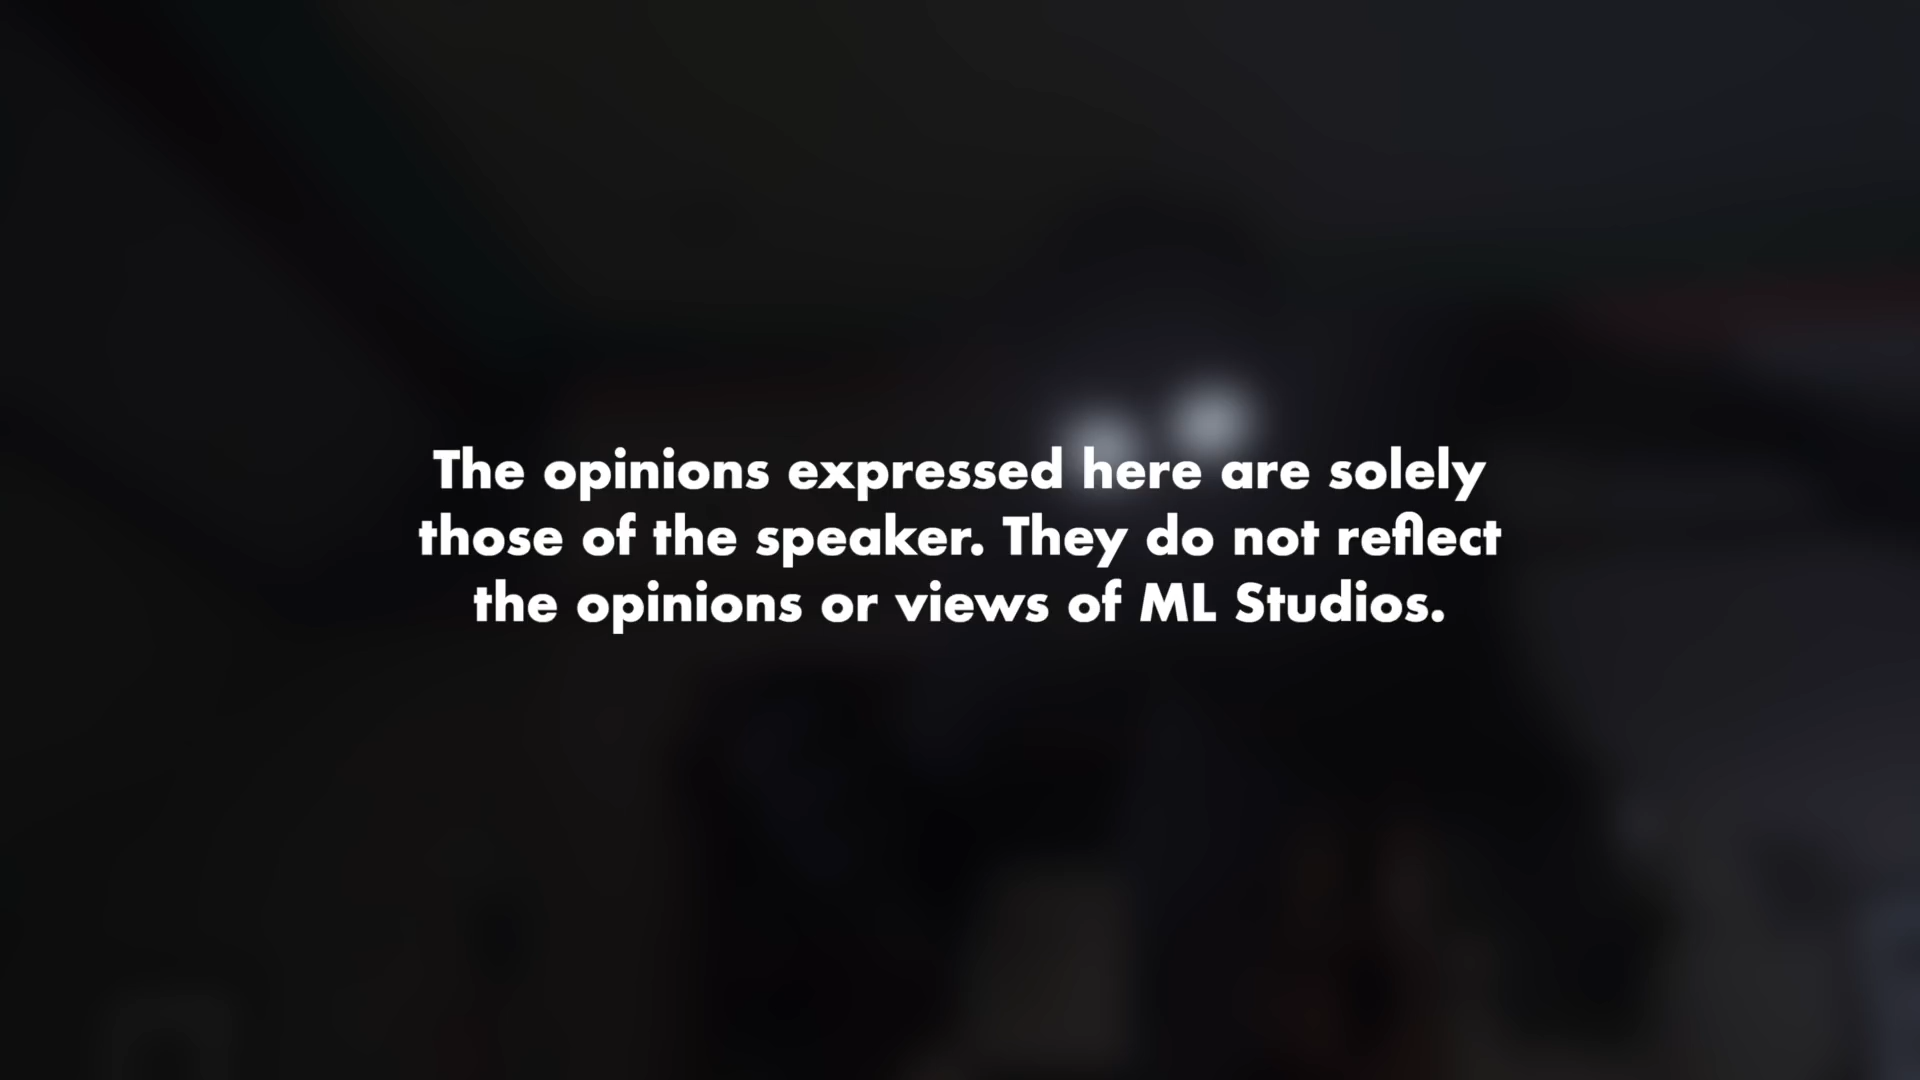 The opinions expressed here are solely
those of the speaker. They do not reflect
the opinions or views of ML Studios.